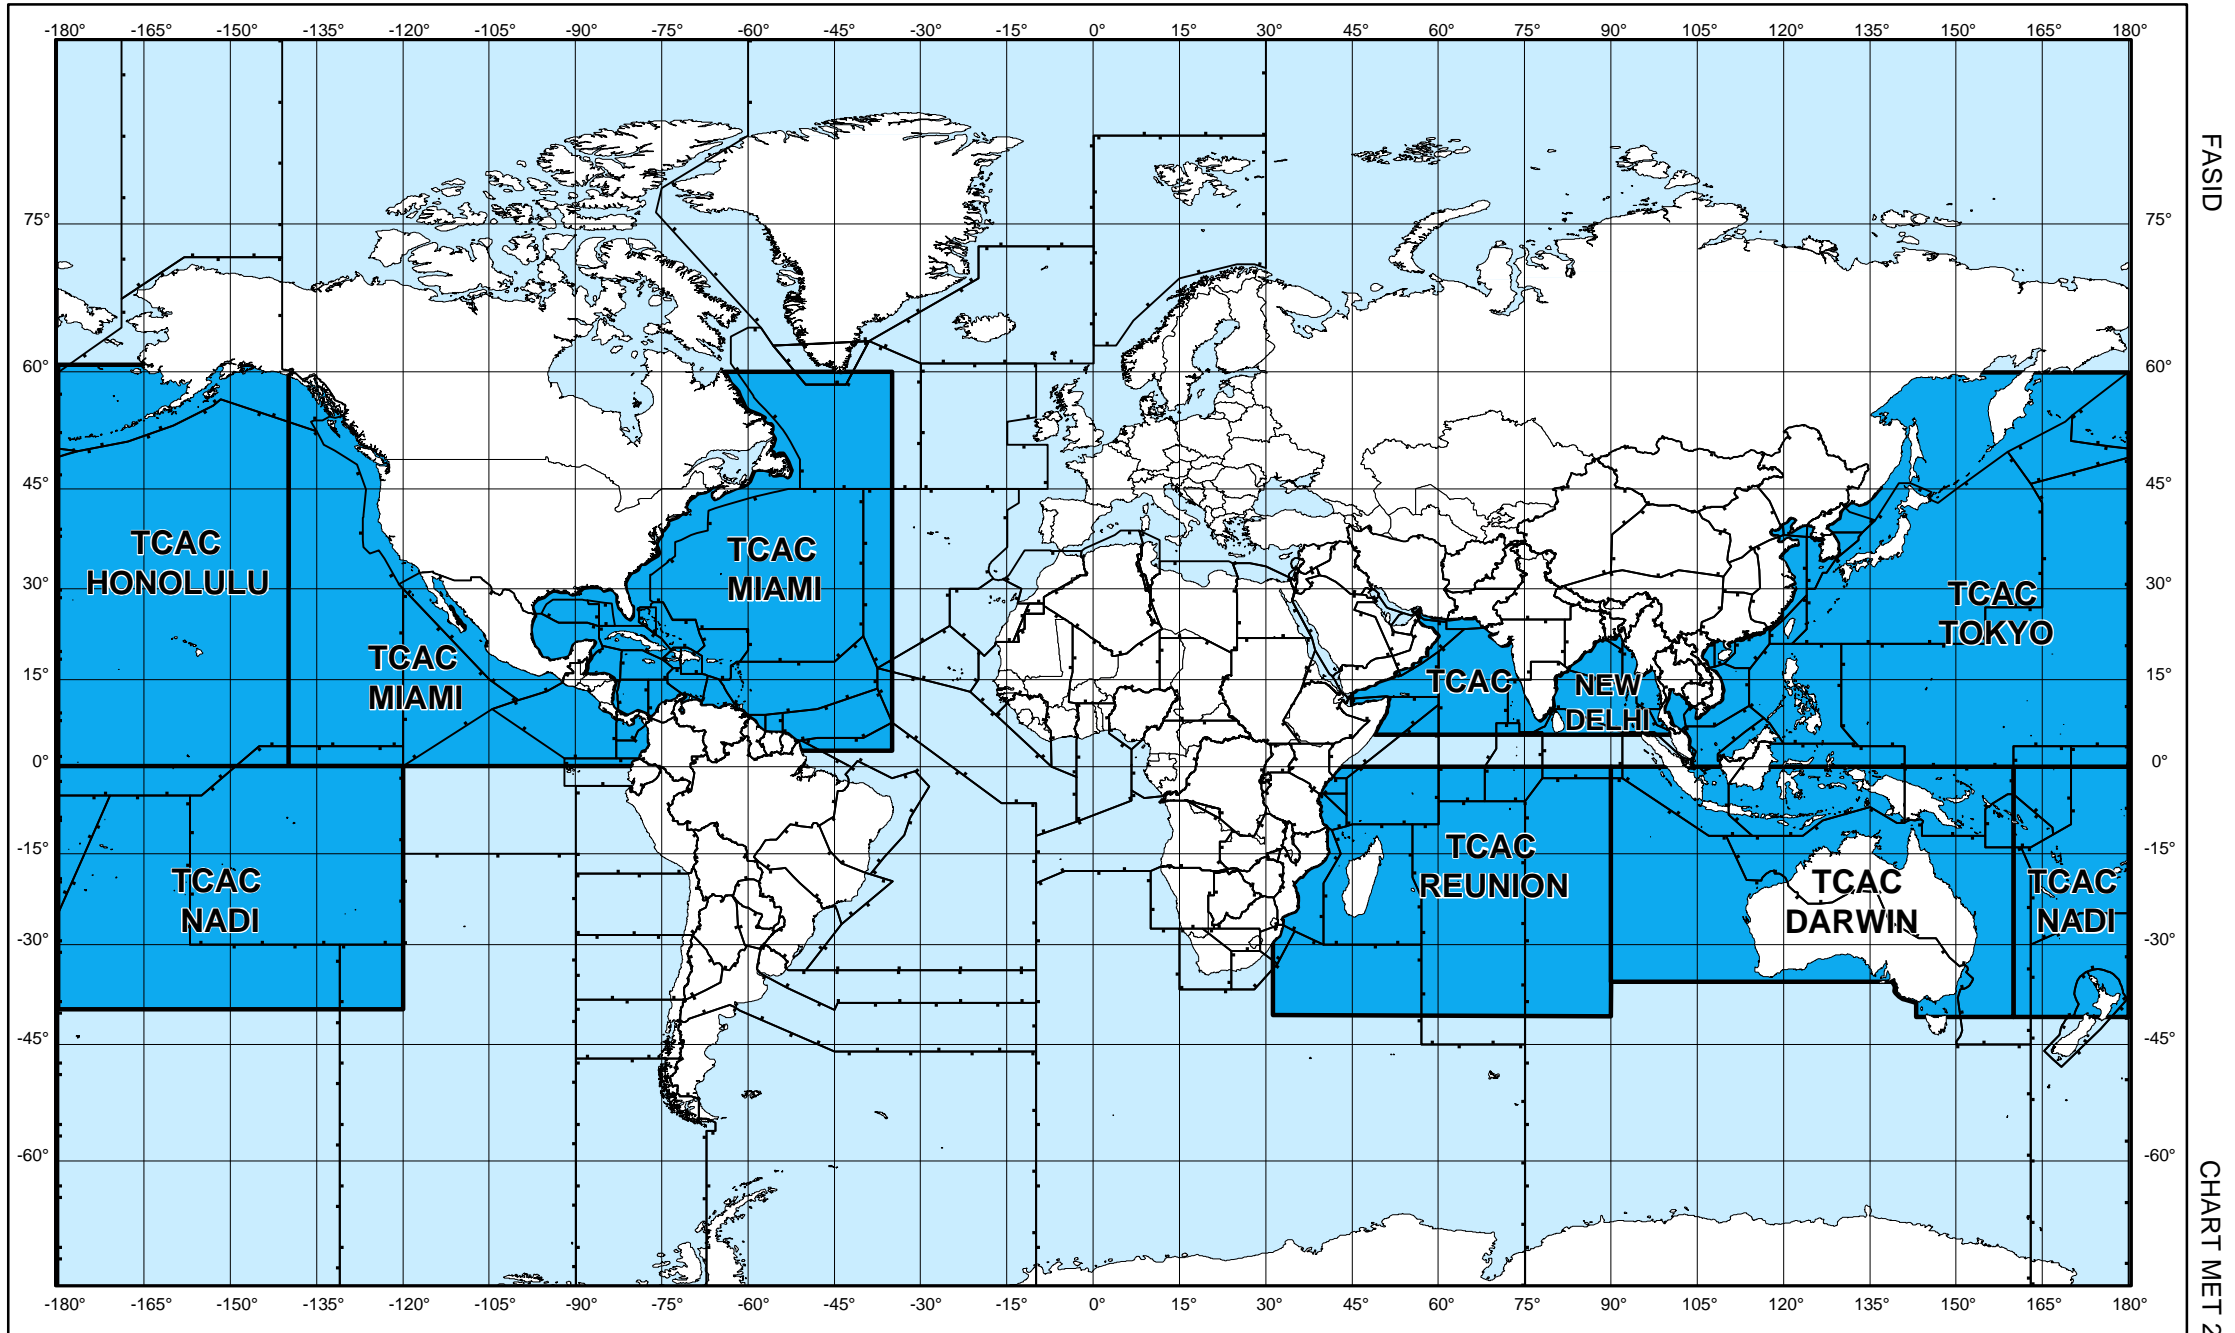 -180° -165° -150° -135° -120° -105° -90° -75° -60° -45° -30° -15° 0° 15° 30° 45° 60° 75° 90° 105° 120° 135° 150° 165° 180°
FASID
75° 75°
60° 60°
45° 45°
TCAC
HONOLULU
TCAC
MIAMI
30° 30°
TCAC
TOKYO
TCAC
MIAMI
15° 15°
TCAC
NEW
DELHI
0° 0°
-15° -15°
TCAC
REUNION
TCAC
NADI
TCAC
DARWIN
TCAC
NADI
-30° -30°
-45° -45°
-60° -60°
CHART MET 2
-180° -165° -150° -135° -120° -105° -90° -75° -60° -45° -30° -15° 0° 15° 30° 45° 60° 75° 90° 105° 120° 135° 150° 165° 180°